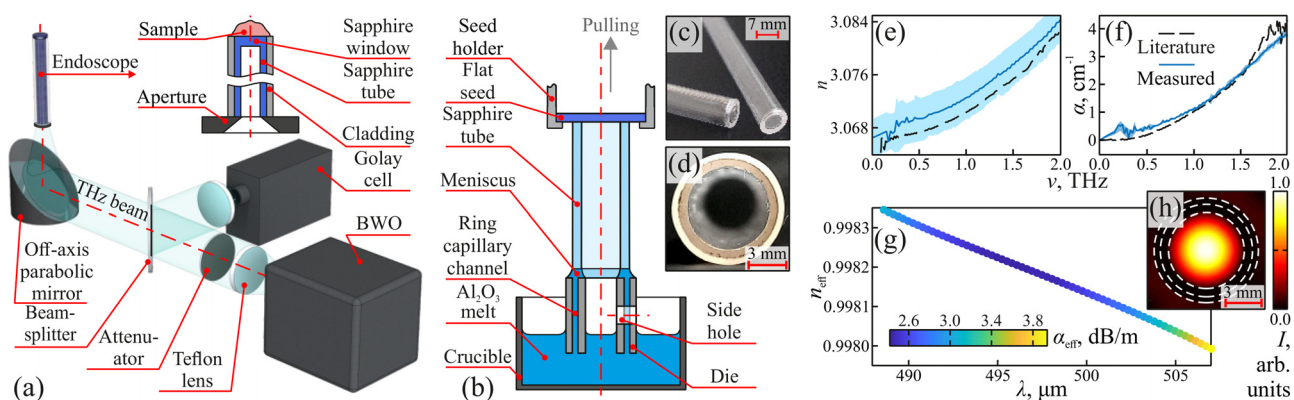 Sample
Sapphire
window
Sapphire
tube
Endoscope
Aperture
Cladding
Golay
cell
THz beam
BWO
Off-axis
parabolic
mirror
Beam-
splitter
Attenu-
ator
Teflon
lens
(a)
Pulling
Seed
holder
Flat
seed
Sapphire
tube
Meniscus
Ring
capillary
channel
Al₂O₃
melt
Crucible
Side
hole
Die
(b)
(c)
7 mm
(d)
3 mm
(e)
n
3.084
3.076
3.068
0.0
0.5
1.0
1.5
2.0
(f)
Literature
Measured
α, cm⁻¹
4
3
2
1
0
0.0
0.5
1.0
1.5
2.0
ν, THz
(g)
n_eff
0.9983
0.9982
0.9981
0.9980
2.6
3.0
3.4
3.8
α_eff, dB/m
490
495
500
505
λ, μm
(h)
3 mm
1.0
0.0
I,
arb.
units